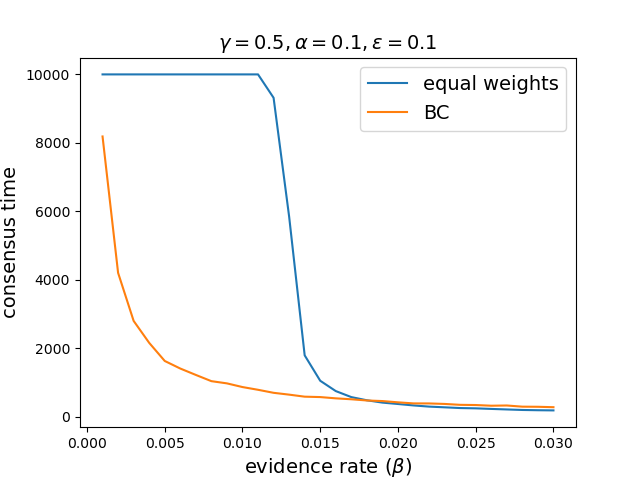 γ = 0.5, α = 0.1, ε = 0.1
equal weights
BC
consensus time
10000
8000
6000
4000
2000
0
0.000 0.005 0.010 0.015 0.020 0.025 0.030
evidence rate (β)